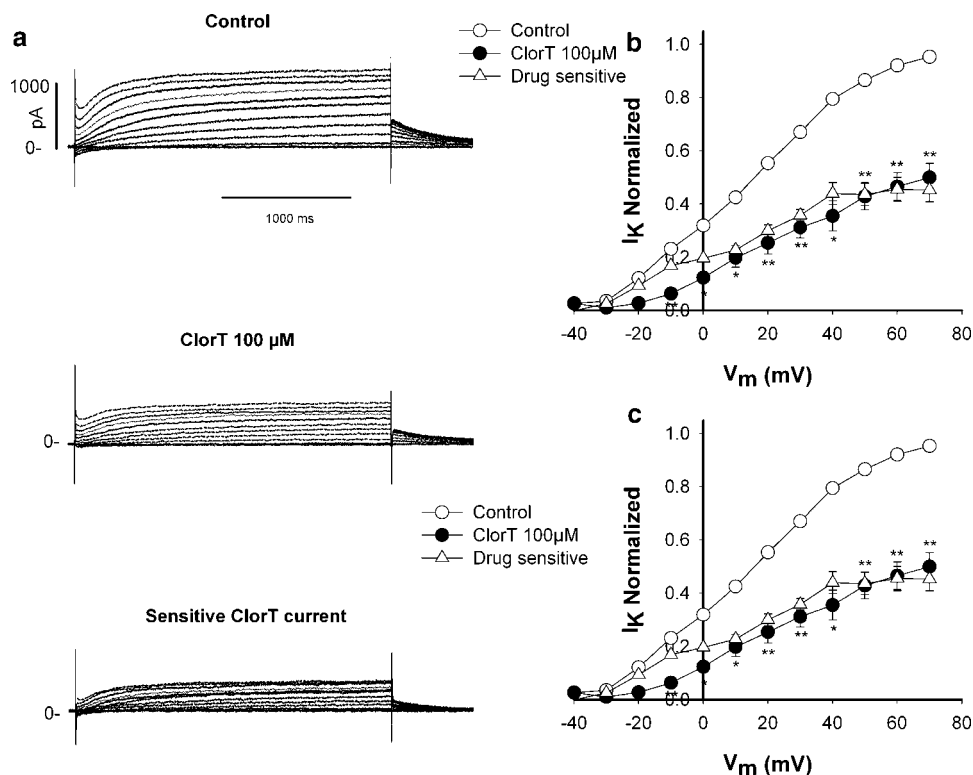 a
Control
1000
pA
0-
1000 ms
ClorT 100 µM
0-
Sensitive ClorT current
0-
Control
ClorT 100µM
Drug sensitive
b
1.0
0.8
0.6
0.4
0.2
0.0
IK Normalized
** * * ** ** * ** ** **
-40 -20 0 20 40 60 80
Vm (mV)
Control
ClorT 100µM
Drug sensitive
c
1.0
0.8
0.6
0.4
0.2
0.0
IK Normalized
** * * ** ** * ** ** **
-40 -20 0 20 40 60 80
Vm (mV)